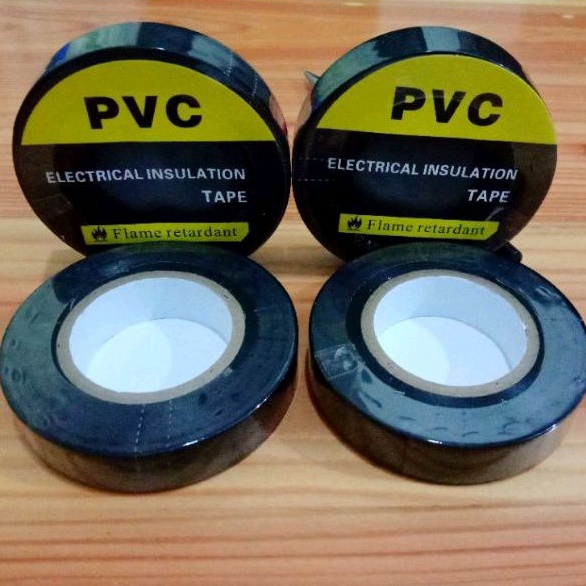 PVC
ELECTRICAL INSULATION
TAPE
Flame retardant
PVC
ELECTRICAL INSULATION
TAPE
Flame retardant